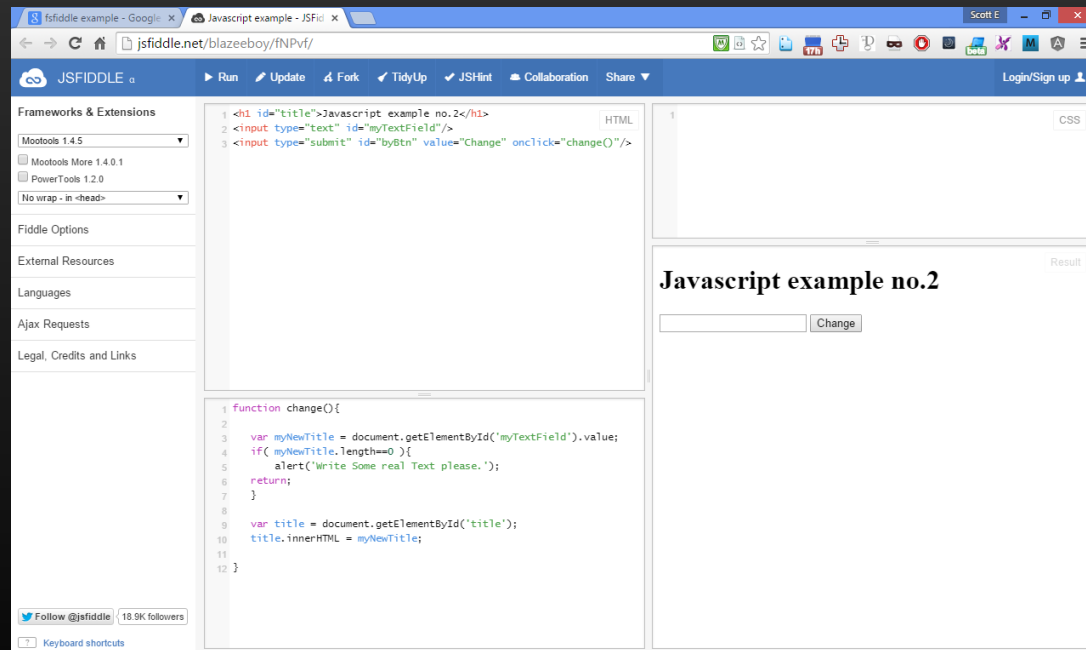 fsfiddle example - Google
Javascript example - JSFid
Scott E
jsfiddle.net/blazeeboy/fNPvf/
17h
beta
JSFIDDLE α
Run
Update
Fork
TidyUp
JSHint
Collaboration
Share
Login/Sign up
Frameworks & Extensions
Mootools 1.4.5
Mootools More 1.4.0.1
PowerTools 1.2.0
No wrap - in <head>
Fiddle Options
External Resources
Languages
Ajax Requests
Legal, Credits and Links
Follow @jsfiddle 18.9K followers
? Keyboard shortcuts
HTML
1 <h1 id="title">Javascript example no.2</h1>
2 <input type="text" id="myTextField"/>
3 <input type="submit" id="byBtn" value="Change" onclick="change()"/>
1 function change(){
2
3 var myNewTitle = document.getElementById('myTextField').value;
4 if( myNewTitle.length==0 ){
5 alert('Write Some real Text please.');
6 return;
7 }
8
9 var title = document.getElementById('title');
10 title.innerHTML = myNewTitle;
11
12 }
1
CSS
Result
Javascript example no.2
Change